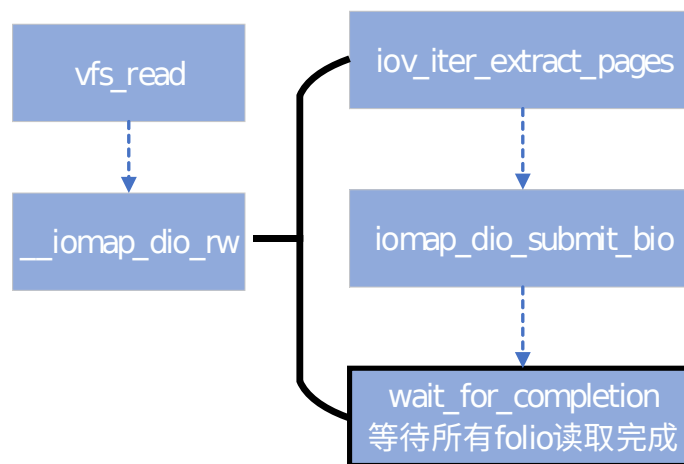 vfs_read
__iomap_dio_rw
iov_iter_extract_pages
iomap_dio_submit_bio
wait_for_completion
等待所有folio读取完成